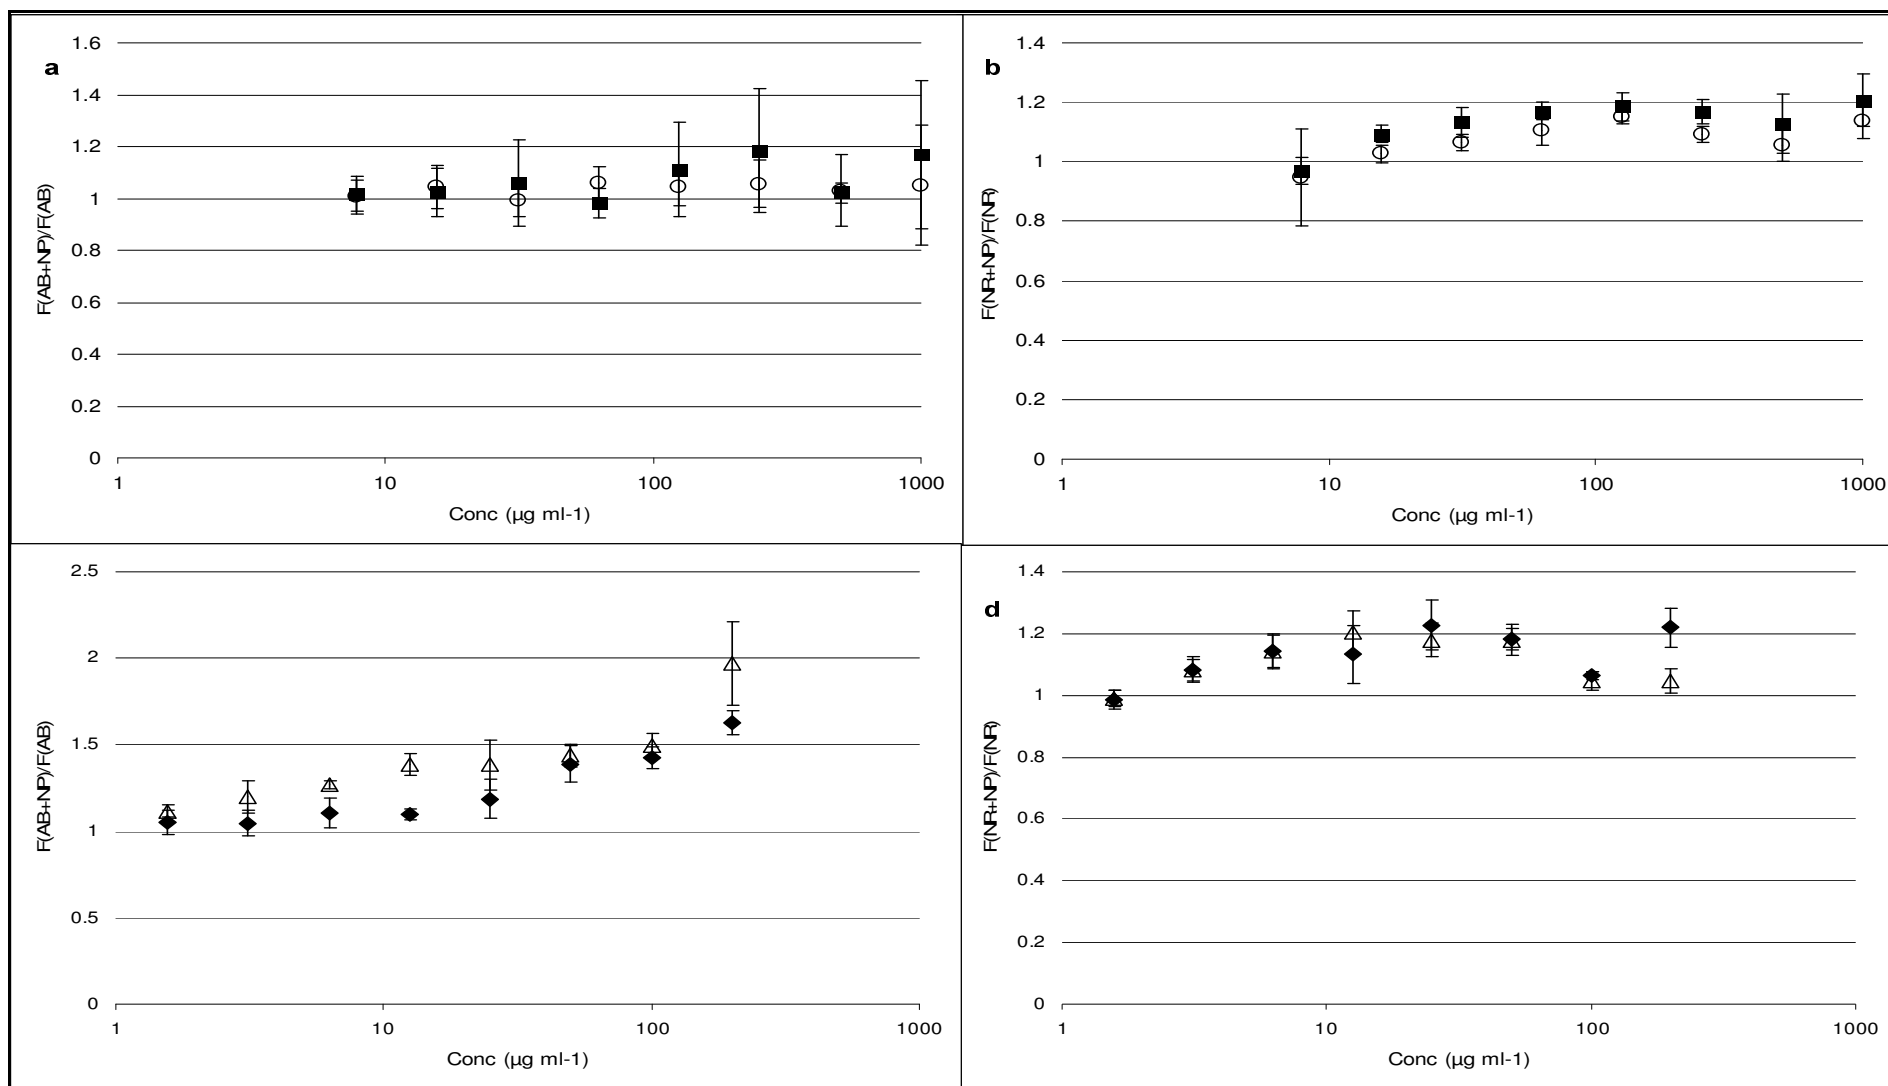 a
1.6
1.4
1.2
1
0.8
0.6
0.4
0.2
0
F(AB+NP)/F(AB)
1 10 100 1000
Conc (µg ml-1)
b
1.4
1.2
1
0.8
0.6
0.4
0.2
0
F(NR+NP)/F(NR)
1 10 100 1000
Conc (µg ml-1)
2.5
2
1.5
1
0.5
0
F(AB+NP)/F(AB)
1 10 100 1000
Conc (µg ml-1)
d
1.4
1.2
1
0.8
0.6
0.4
0.2
0
F(NR+NP)/F(NR)
1 10 100 1000
Conc (µg ml-1)